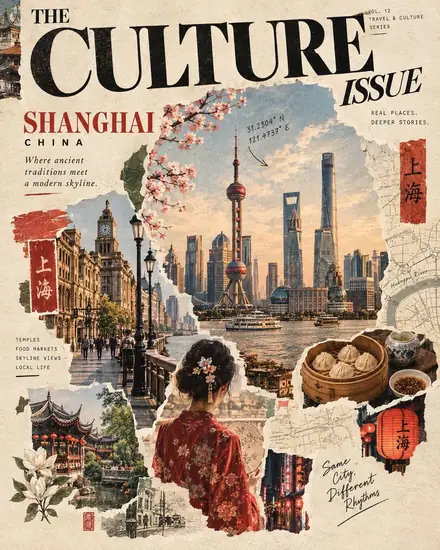 THE
CULTURE
ISSUE
VOL. 12
TRAVEL & CULTURE
SERIES
SHANGHAI
CHINA
Where ancient
traditions meet
a modern skyline.
REAL PLACES.
DEEPER STORIES.
31.2304° N
121.4737° E
上海
上海
Huangpu River
TEMPLES
FOOD MARKETS
SKYLINE VIEWS
LOCAL LIFE
上海
Same
City,
Different
Rhythms